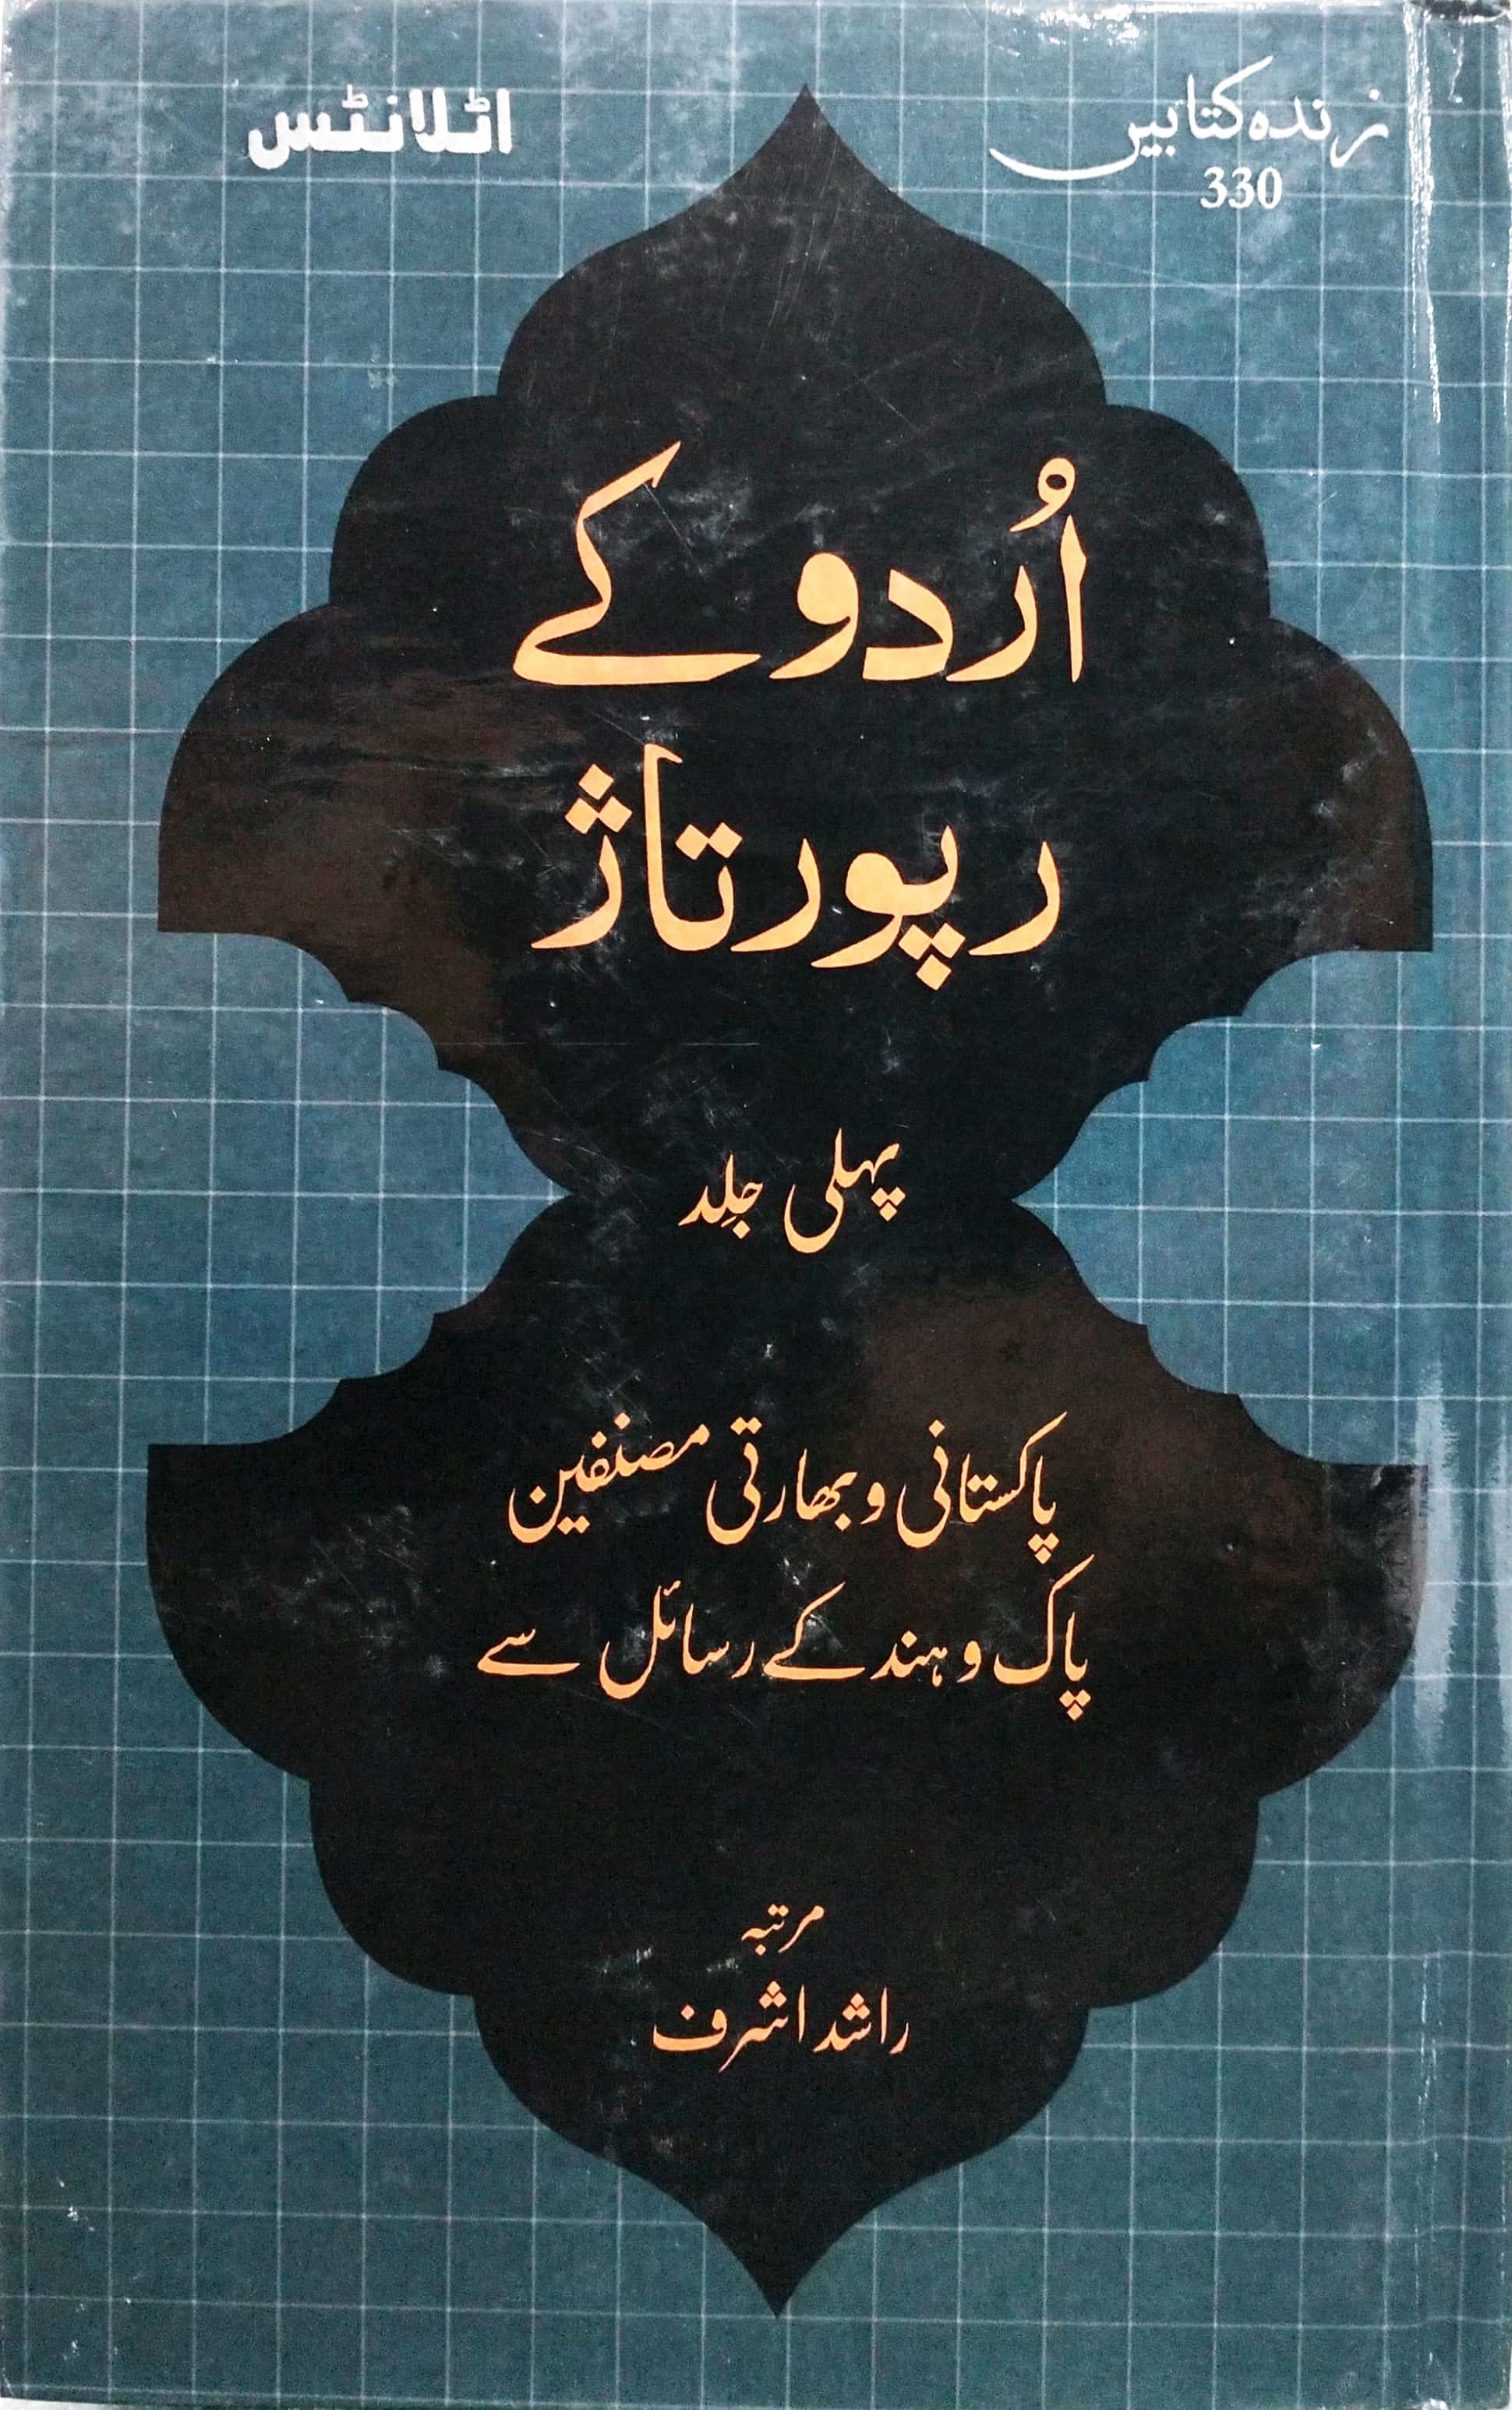 زندہ کتابیں
330
اٹلانٹس
اُردو کے
رپورتاژ
پہلی جِلد
پاکستانی و بھارتی مصنفین
پاک و ہند کے رسائل سے
مرتبہ
راشد اشرف